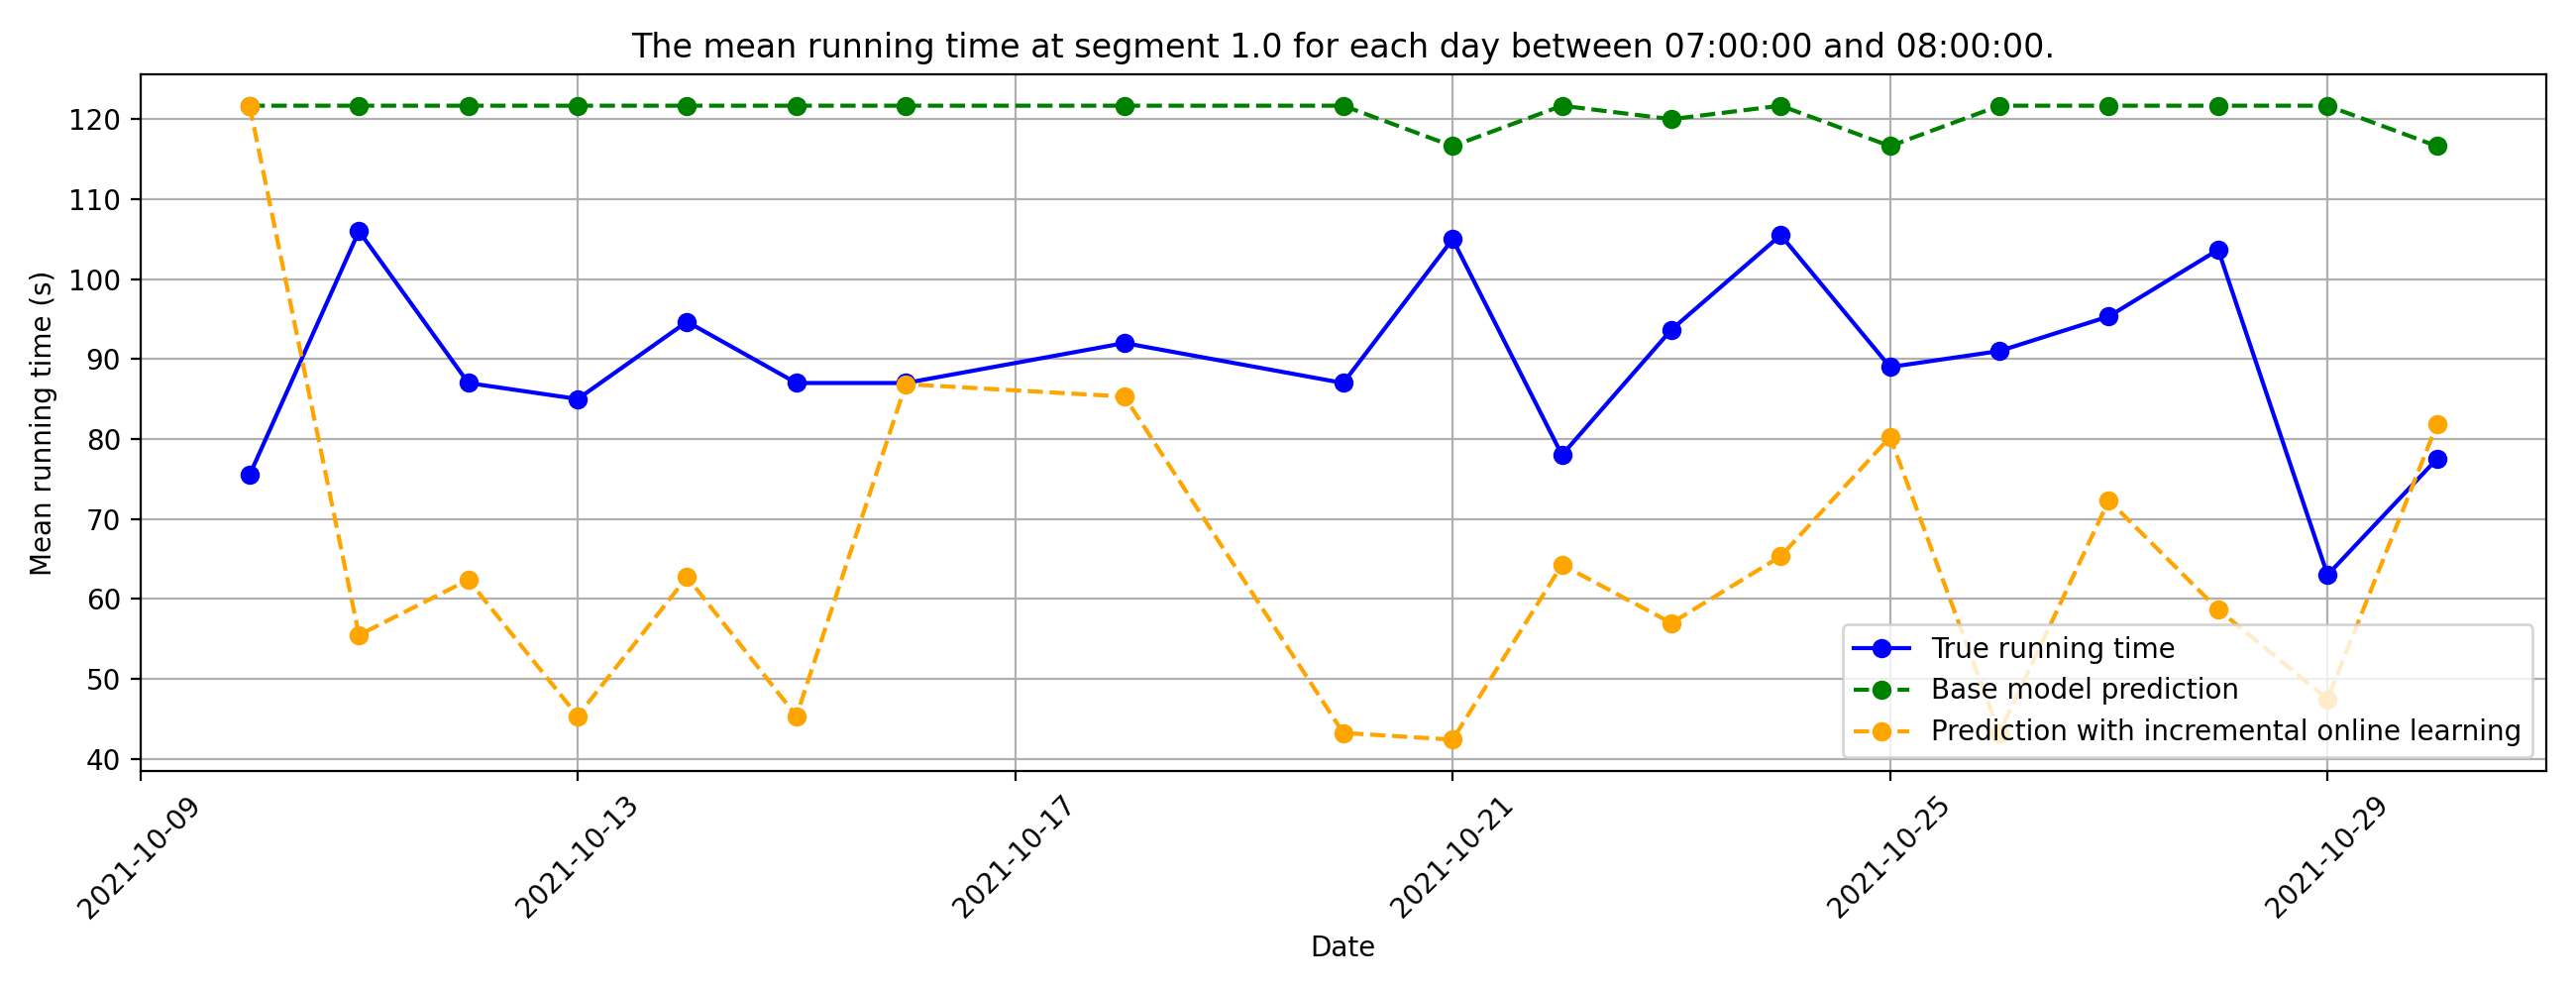 The mean running time at segment 1.0 for each day between 07:00:00 and 08:00:00.
Mean running time (s)
120
110
100
90
80
70
60
50
40
True running time
Base model prediction
Prediction with incremental online learning
2021-10-09
2021-10-13
2021-10-17
2021-10-21
2021-10-25
2021-10-29
Date